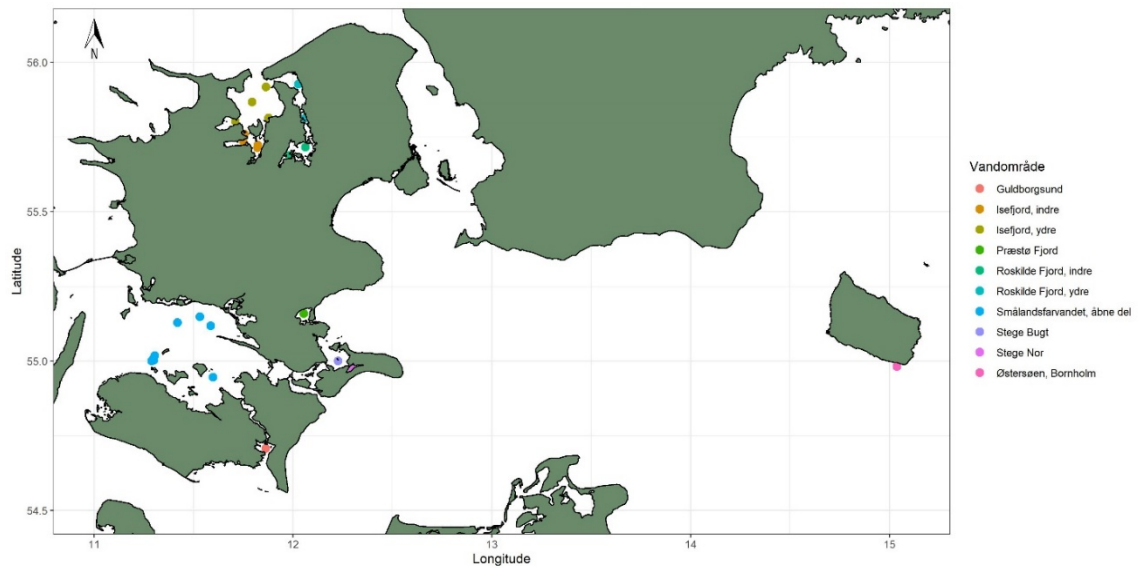 N
56.0
55.5
55.0
54.5
Latitude
11
12
13
14
15
Longitude
Vandområde
Guldborgsund
Isefjord, indre
Isefjord, ydre
Præstø Fjord
Roskilde Fjord, indre
Roskilde Fjord, ydre
Smålandsfarvandet, åbne del
Stege Bugt
Stege Nor
Østersøen, Bornholm